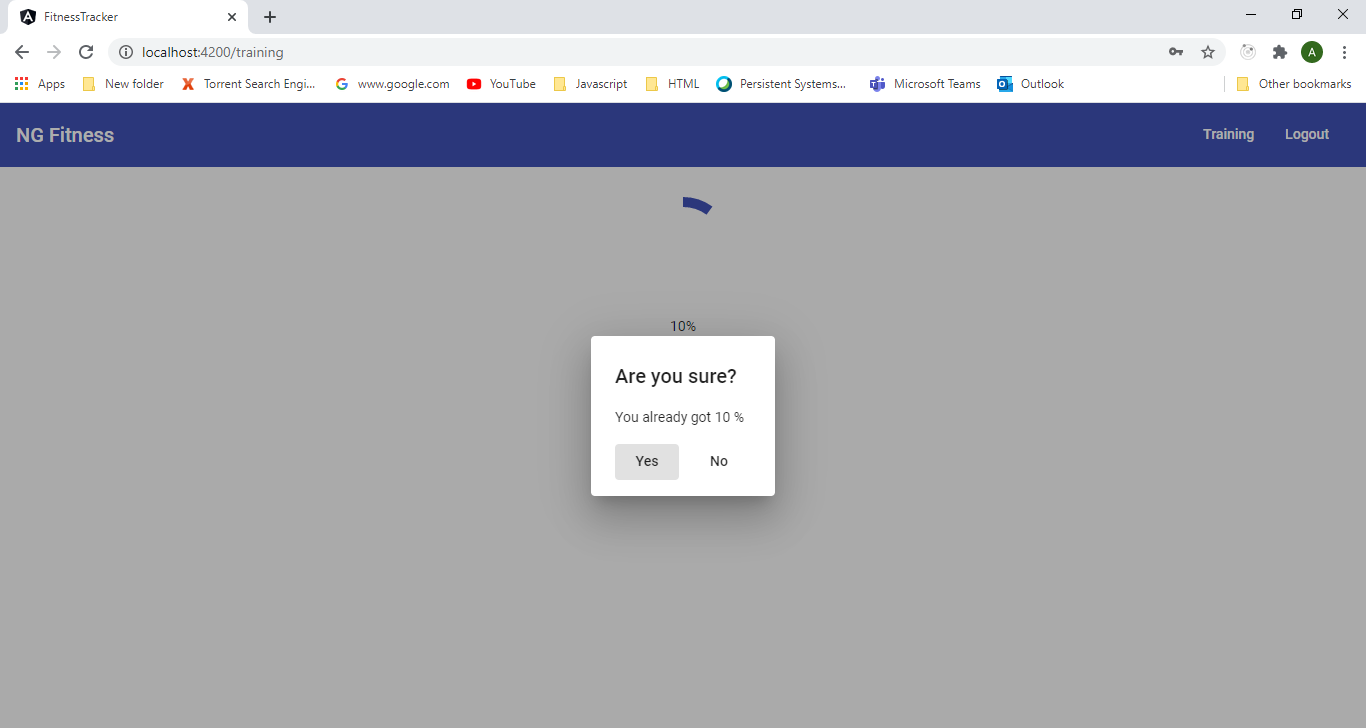 FitnessTracker
localhost:4200/training
A
Apps New folder Torrent Search Engi... www.google.com YouTube Javascript HTML Persistent Systems... Microsoft Teams Outlook Other bookmarks
NG Fitness Training Logout
10%
Are you sure?
You already got 10 %
Yes No